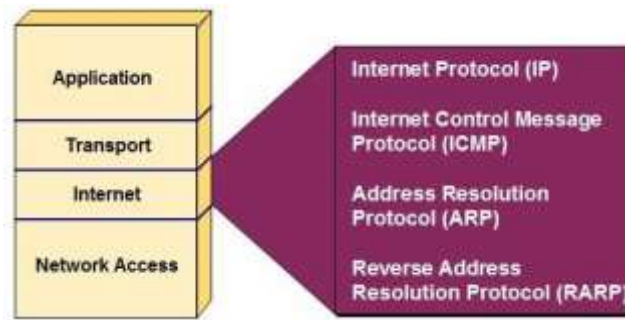 Application
Transport
Internet
Network Access
Internet Protocol (IP)
Internet Control Message
Protocol (ICMP)
Address Resolution
Protocol (ARP)
Reverse Address
Resolution Protocol (RARP)